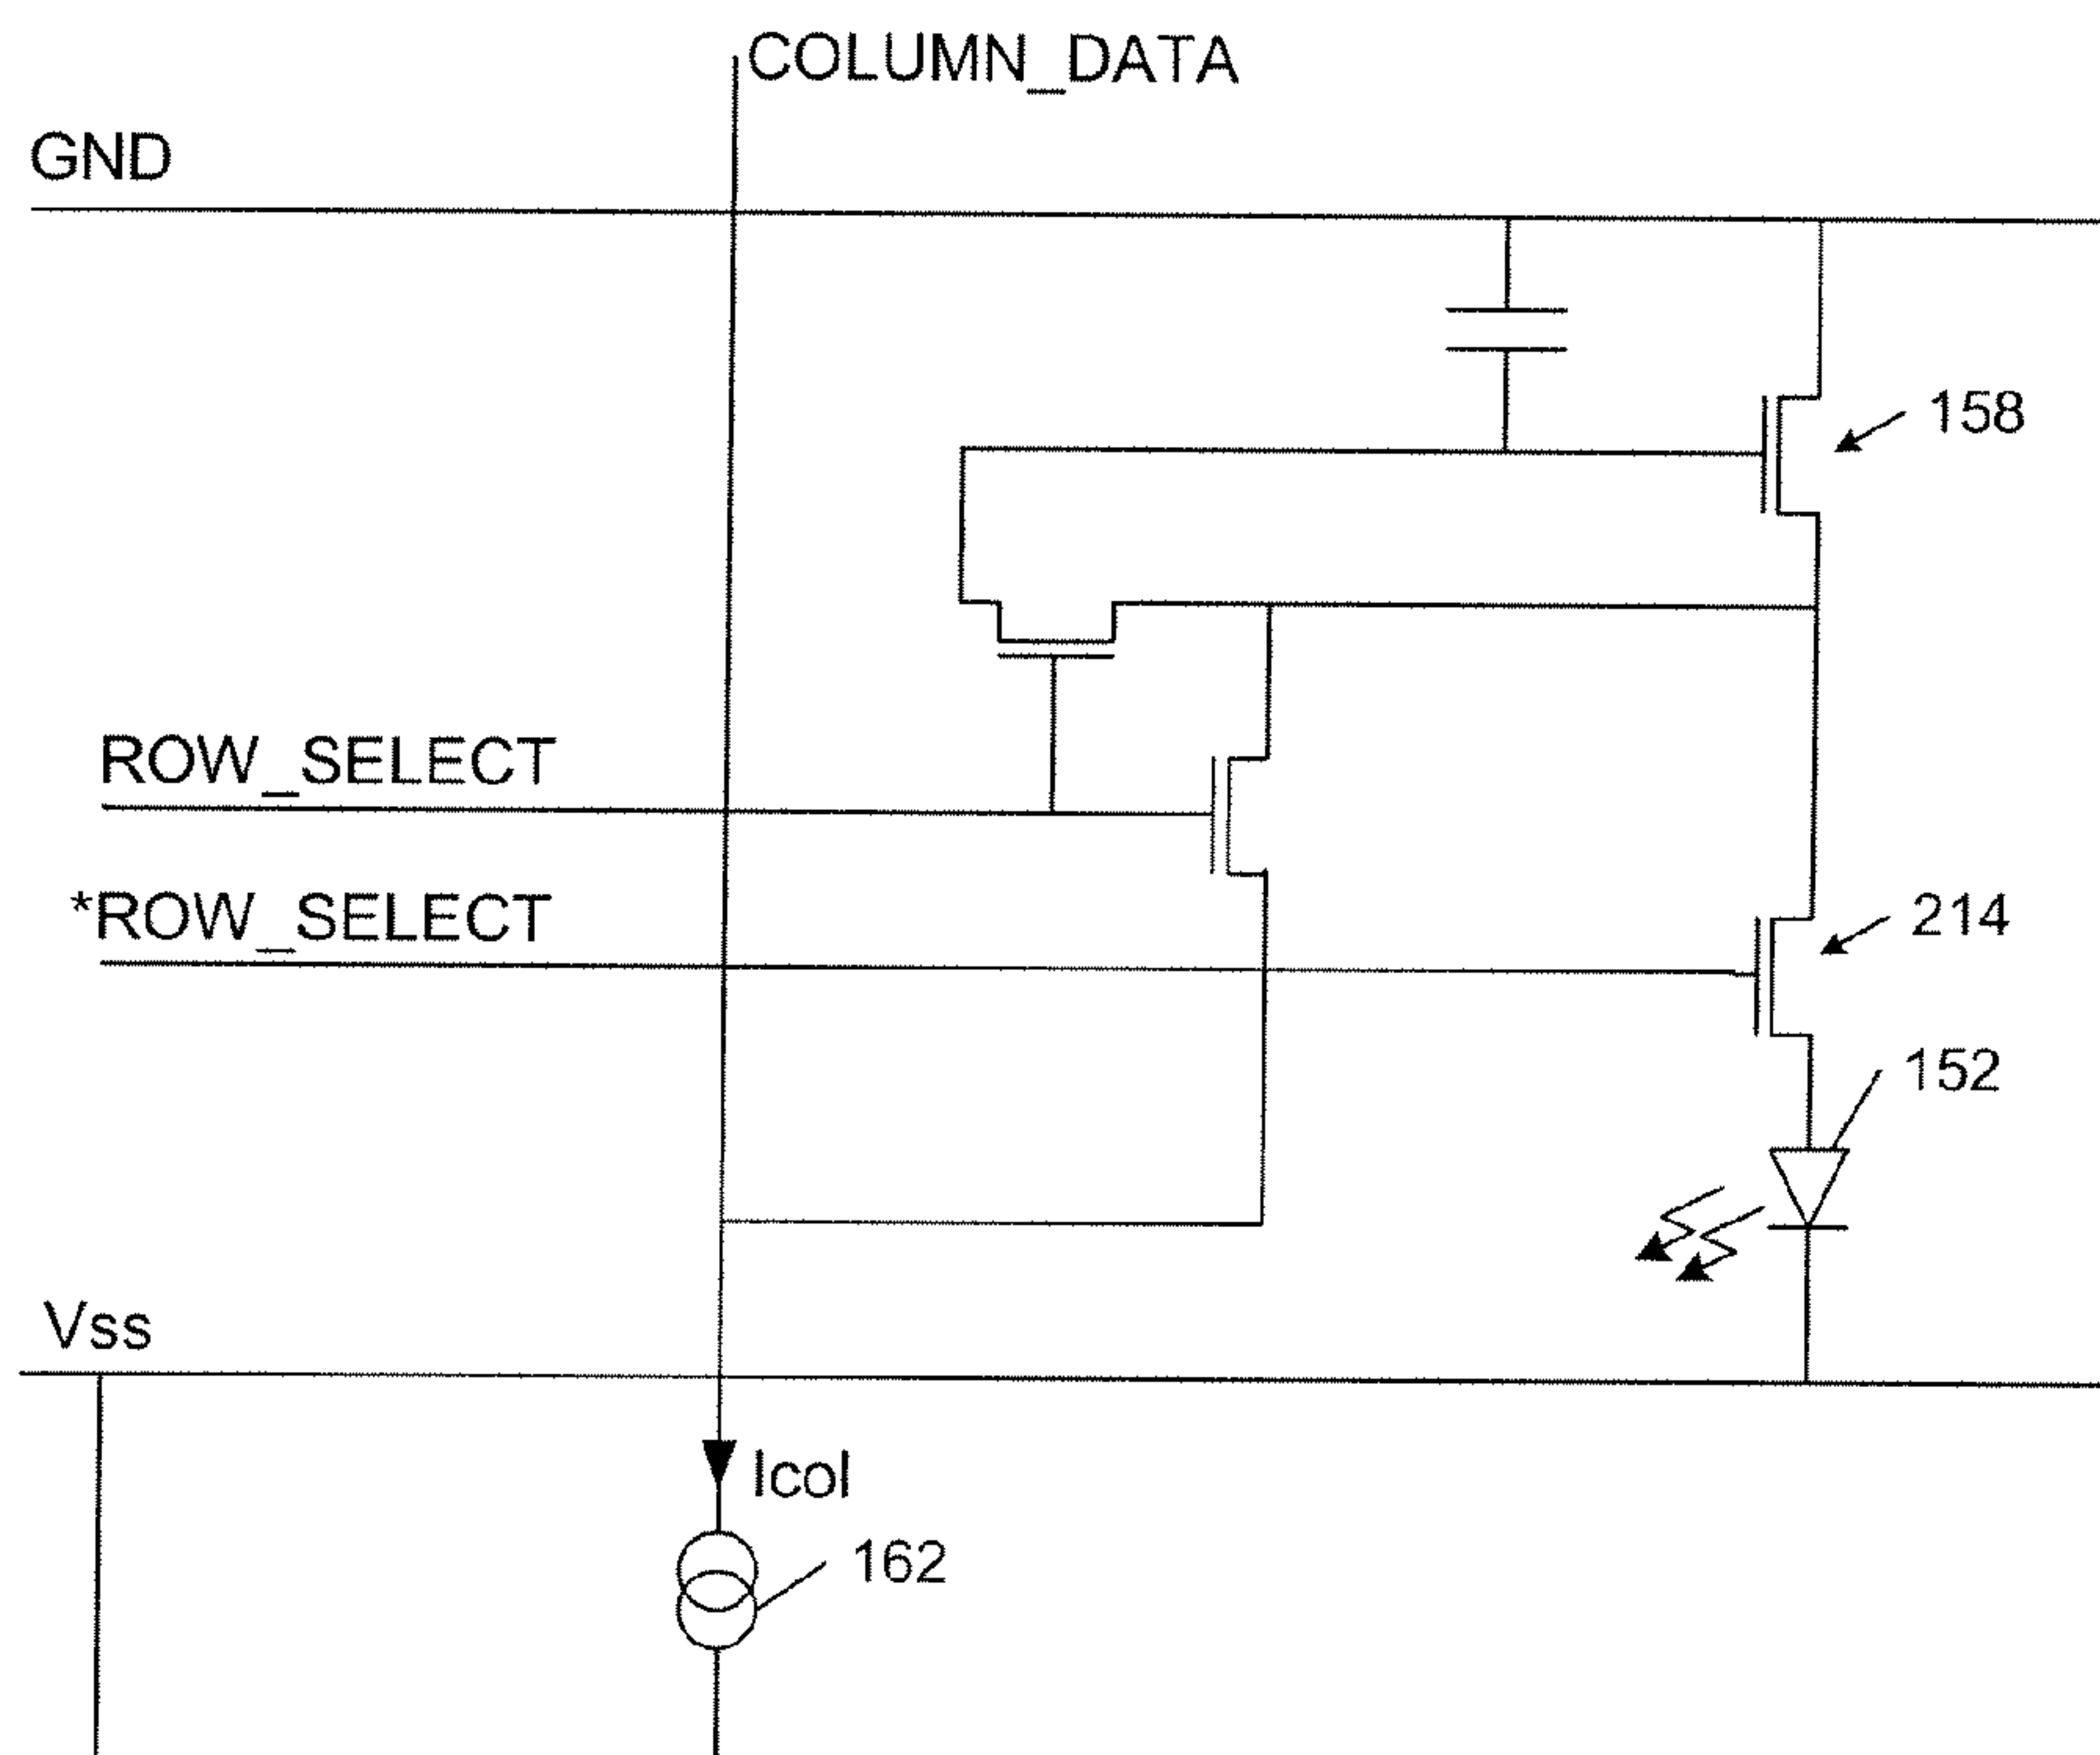 COLUMN_DATA
GND
158
ROW_SELECT
*ROW_SELECT
214
152
Vss
Icol
162